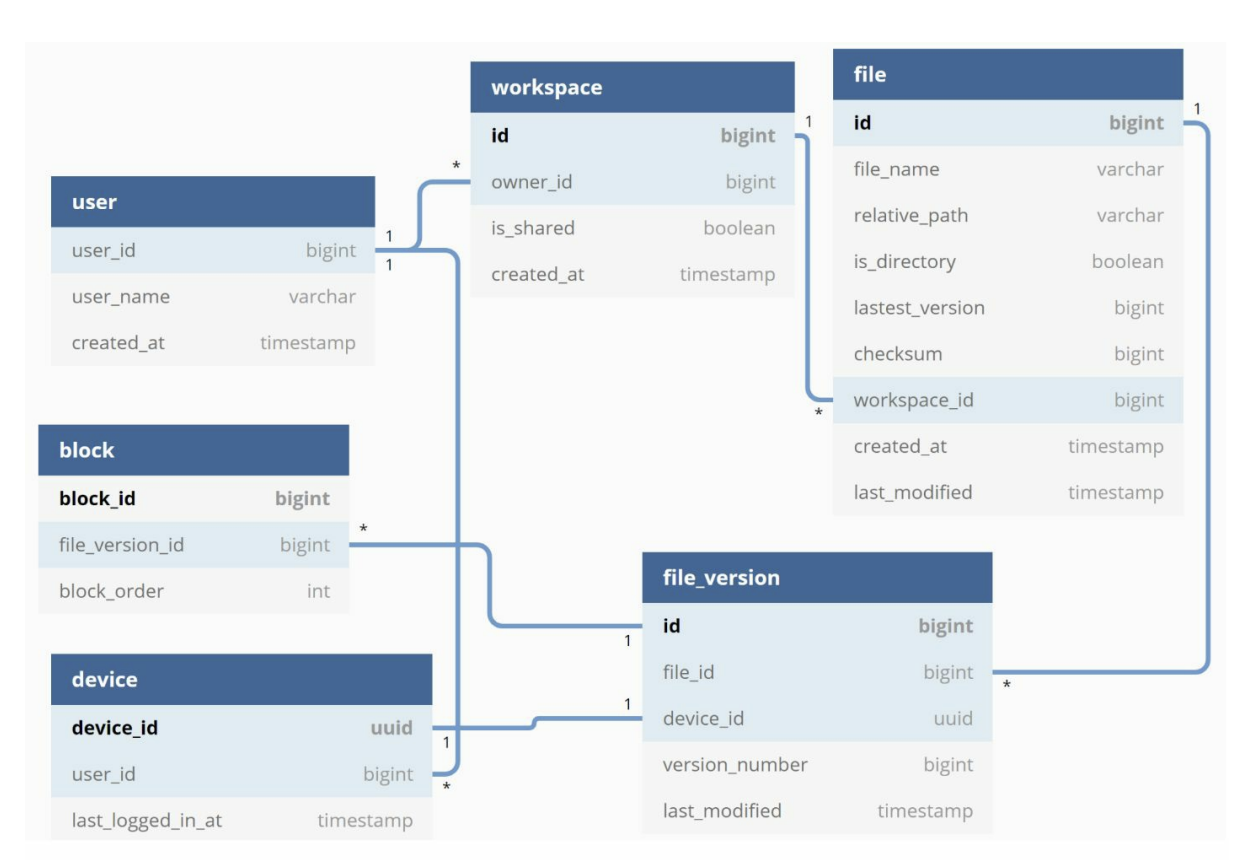 user
user_id bigint
user_name varchar
created_at timestamp
1
1
*
workspace
id bigint
owner_id bigint
is_shared boolean
created_at timestamp
1
*
file
id bigint
file_name varchar
relative_path varchar
is_directory boolean
lastest_version bigint
checksum bigint
workspace_id bigint
created_at timestamp
last_modified timestamp
1
*
block
block_id bigint
file_version_id bigint
block_order int
*
1
device
device_id uuid
user_id bigint
last_logged_in_at timestamp
1
*
1
file_version
id bigint
file_id bigint
device_id uuid
version_number bigint
last_modified timestamp